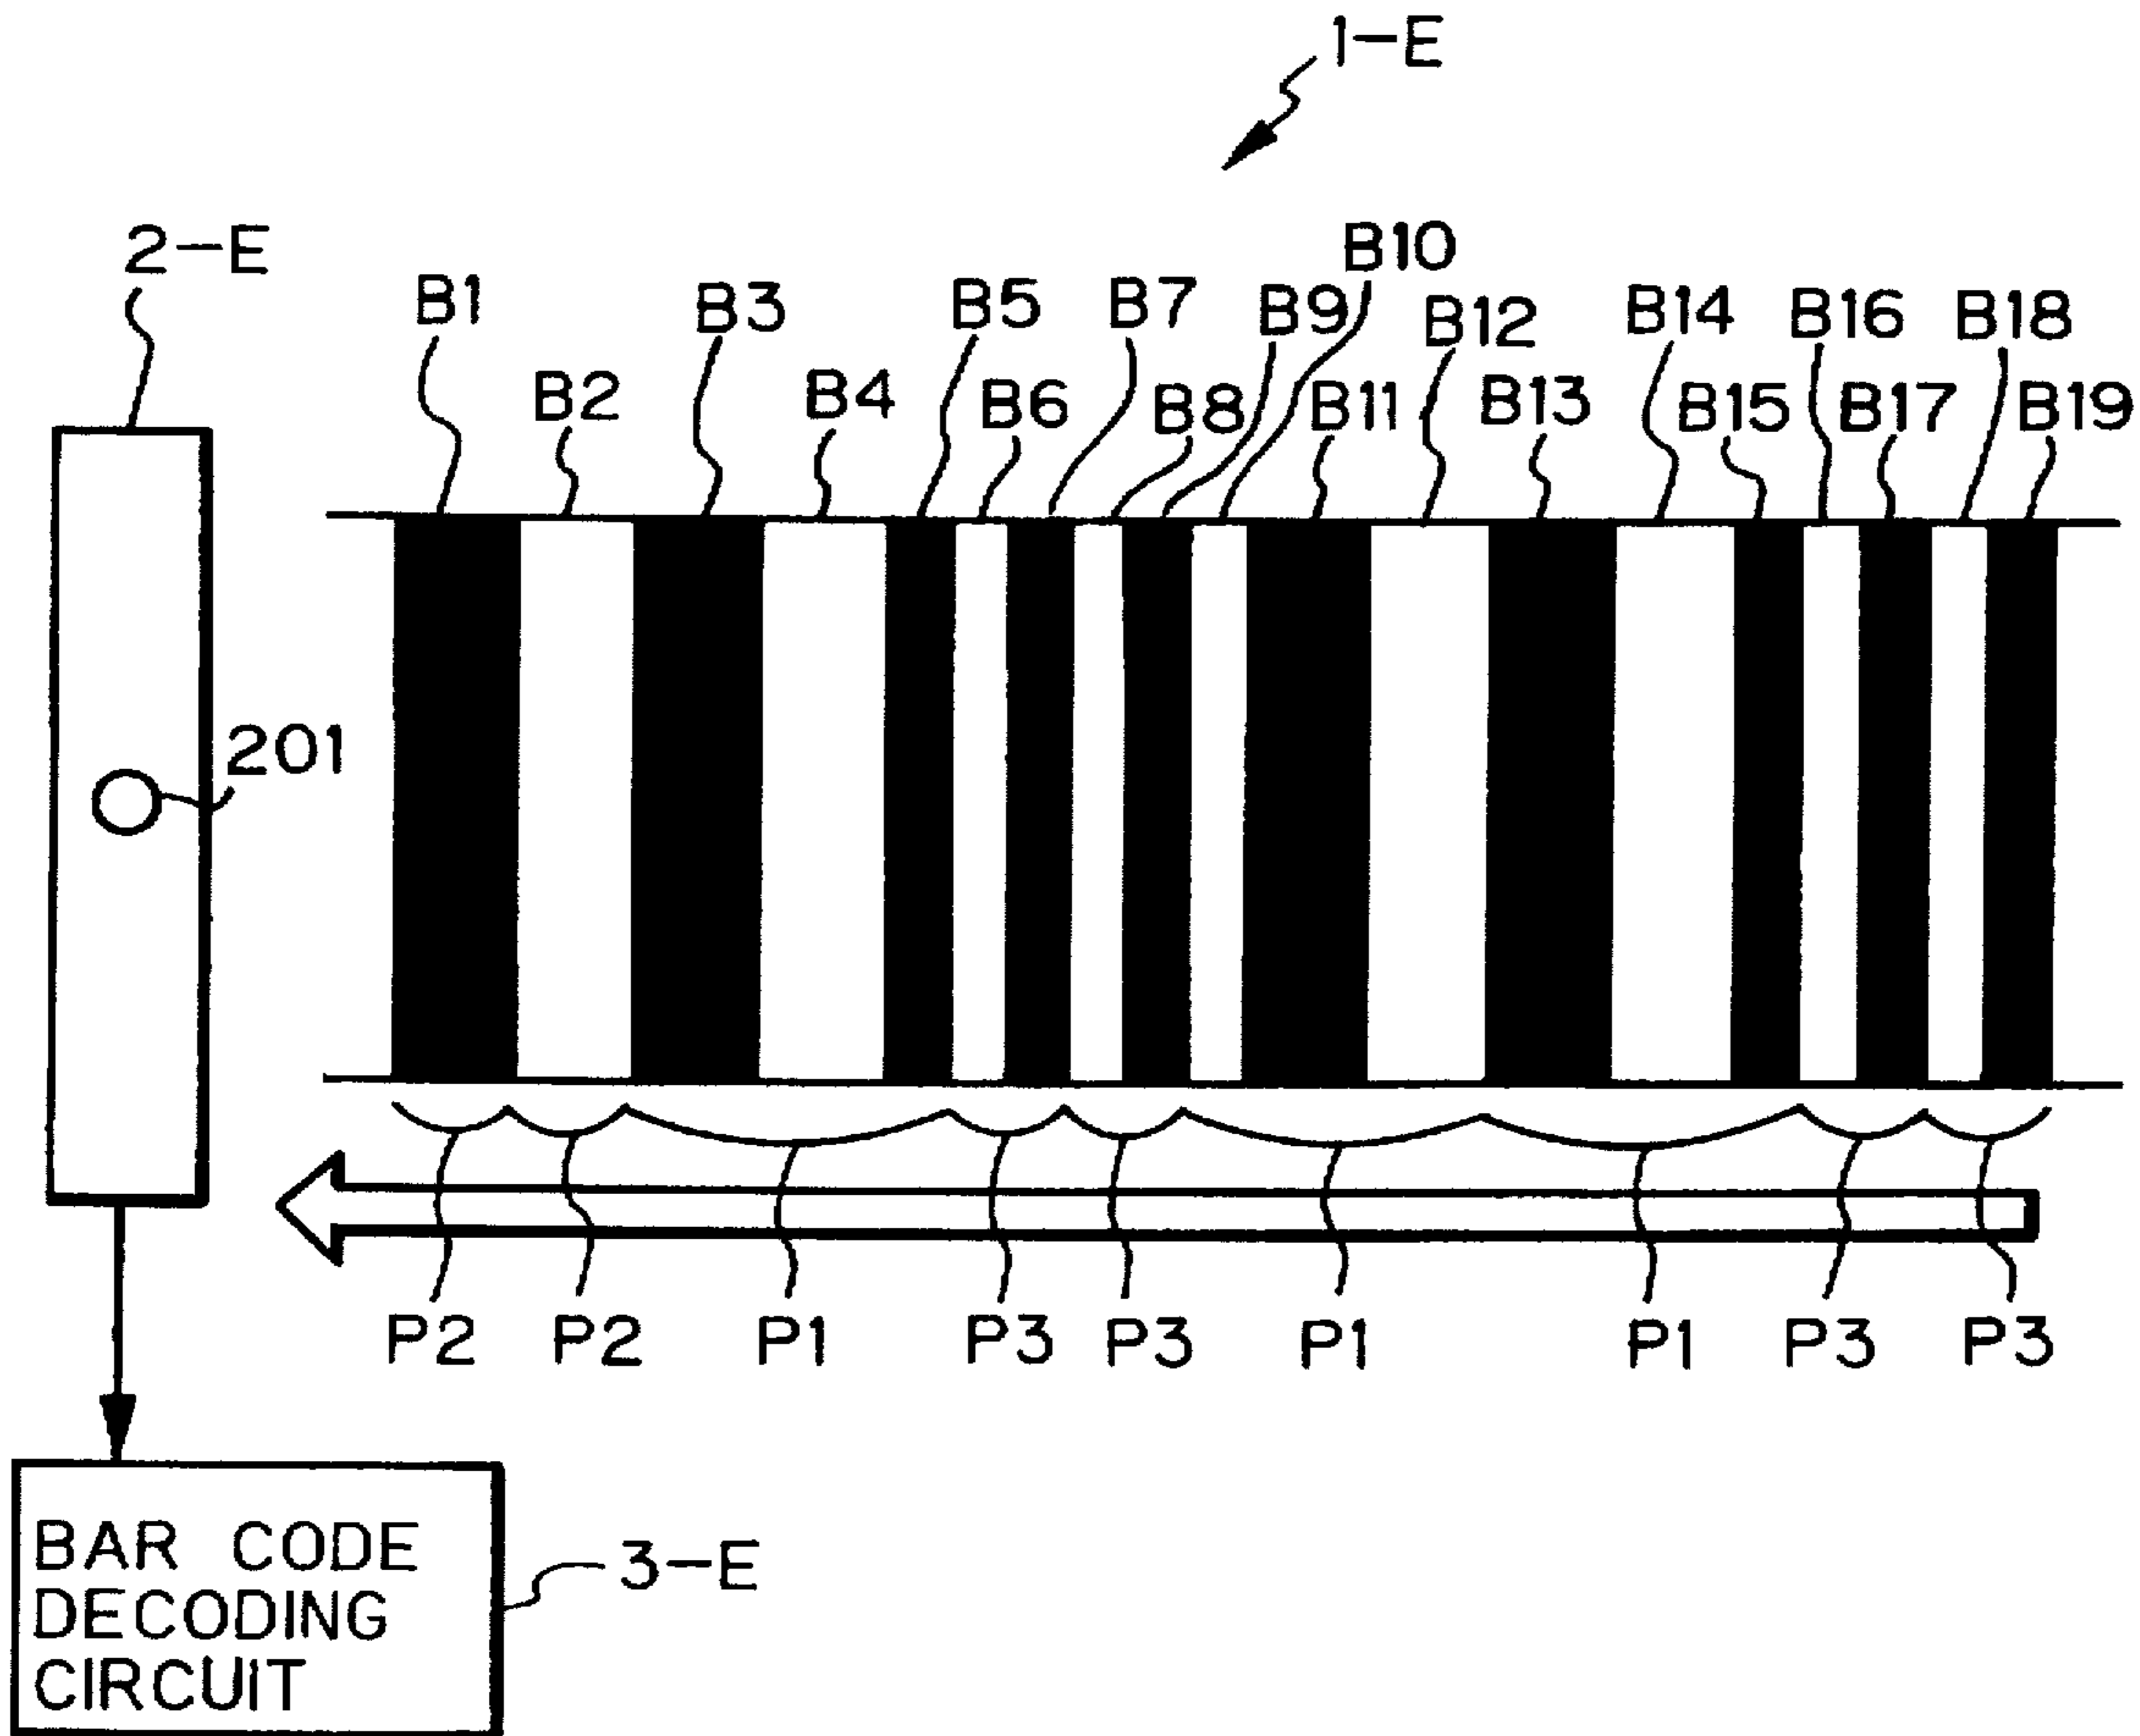 1-E
2-E
B1
B3
B5
B7
B9
B10
B12
B14
B16
B18
B2
B4
B6
B8
B11
B13
B15
B17
B19
201
P2
P2
P1
P3
P3
P1
P1
P3
P3
BAR CODE
DECODING
CIRCUIT
3-E